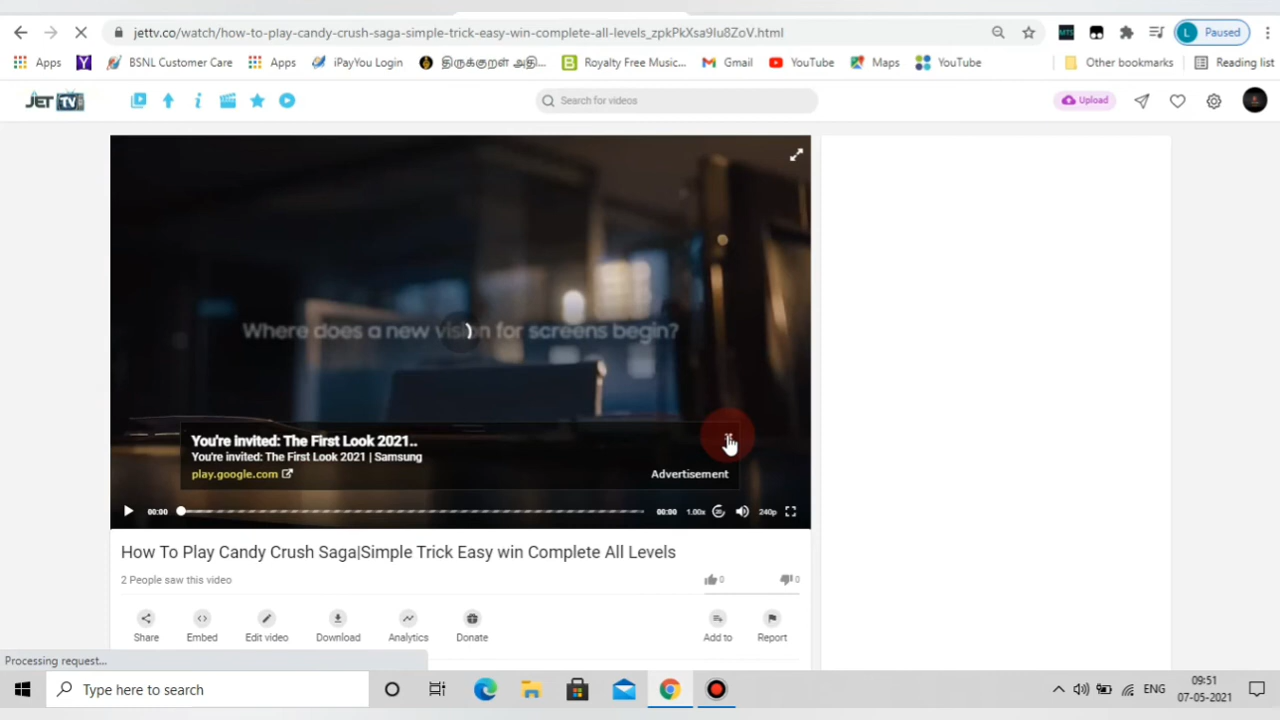 jettv.co/watch/how-to-play-candy-crush-saga-simple-trick-easy-win-complete-all-levels_zpkPkXsa9Iu8ZoV.html
MTS
L Paused
Apps
BSNL Customer Care
Apps
iPayYou Login
திருக்குறள் அதி...
Royalty Free Music...
Gmail
YouTube
Maps
YouTube
Other bookmarks
Reading list
JET TV
Search for videos
Upload
Where does a new vision for screens begin?
You're invited: The First Look 2021..
You're invited: The First Look 2021 | Samsung
play.google.com
Advertisement
00:00
00:00
1.00x
240p
How To Play Candy Crush Saga|Simple Trick Easy win Complete All Levels
2 People saw this video
0
0
Share
Embed
Edit video
Download
Analytics
Donate
Add to
Report
Processing request...
Type here to search
ENG
09:51
07-05-2021